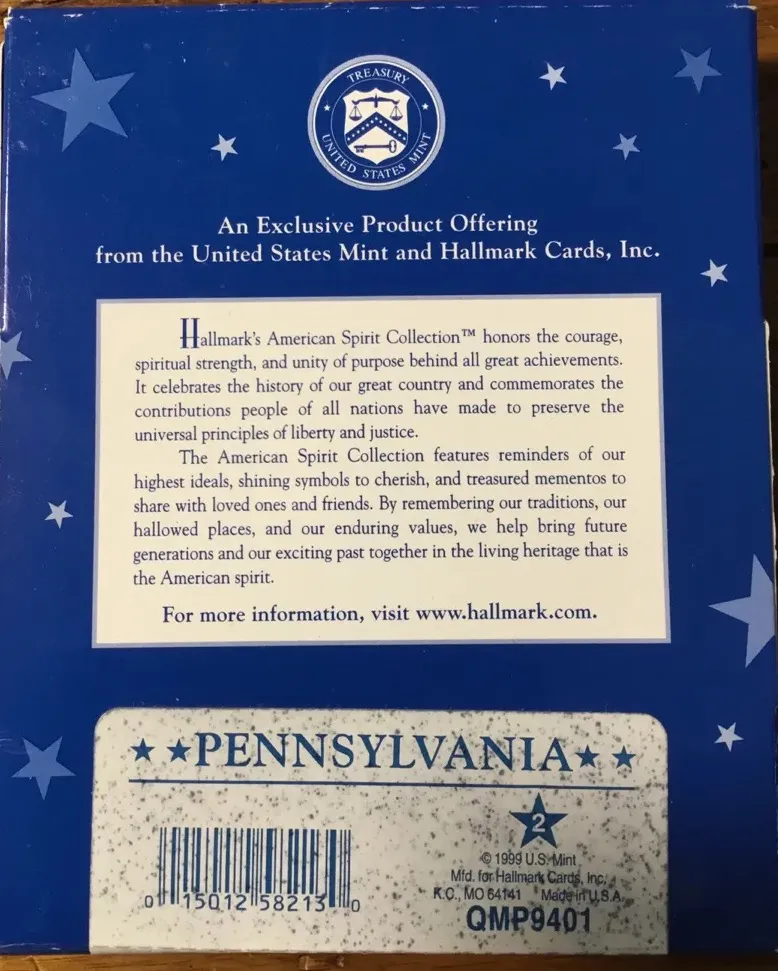 TREASURY
UNITED STATES MINT
An Exclusive Product Offering
from the United States Mint and Hallmark Cards, Inc.
Hallmark's American Spirit Collection™ honors the courage,
spiritual strength, and unity of purpose behind all great achievements.
It celebrates the history of our great country and commemorates the
contributions people of all nations have made to preserve the
universal principles of liberty and justice.
The American Spirit Collection features reminders of our
highest ideals, shining symbols to cherish, and treasured mementos to
share with loved ones and friends. By remembering our traditions, our
hallowed places, and our enduring values, we help bring future
generations and our exciting past together in the living heritage that is
the American spirit.
For more information, visit www.hallmark.com.
★ ★PENNSYLVANIA★ ★
2
© 1999 U.S. Mint
Mfd. for Hallmark Cards, Inc.
K.C., MO 64141 Made in U.S.A.
QMP9401
0 15012 58213 0